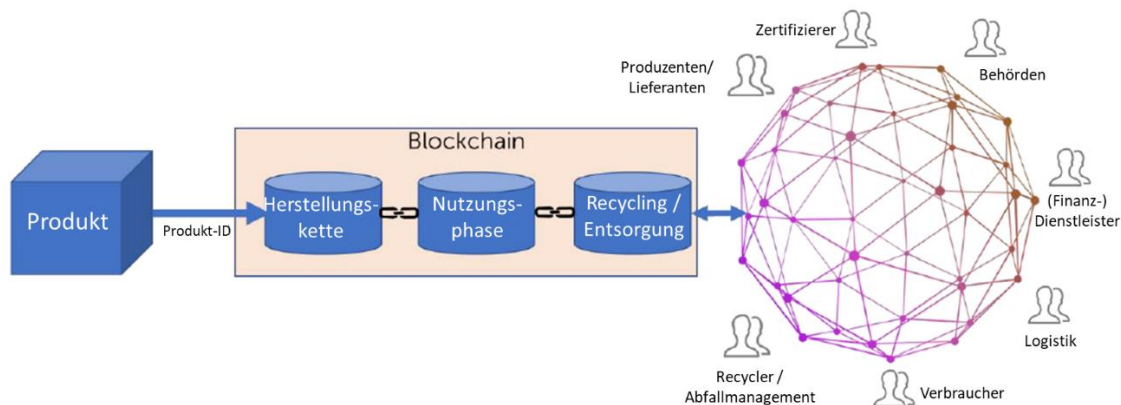 Produkt
Produkt-ID
Blockchain
Herstellungs-
kette
Nutzungs-
phase
Recycling /
Entsorgung
Zertifizierer
Behörden
Produzenten/
Lieferanten
(Finanz-)
Dienstleister
Logistik
Verbraucher
Recycler /
Abfallmanagement